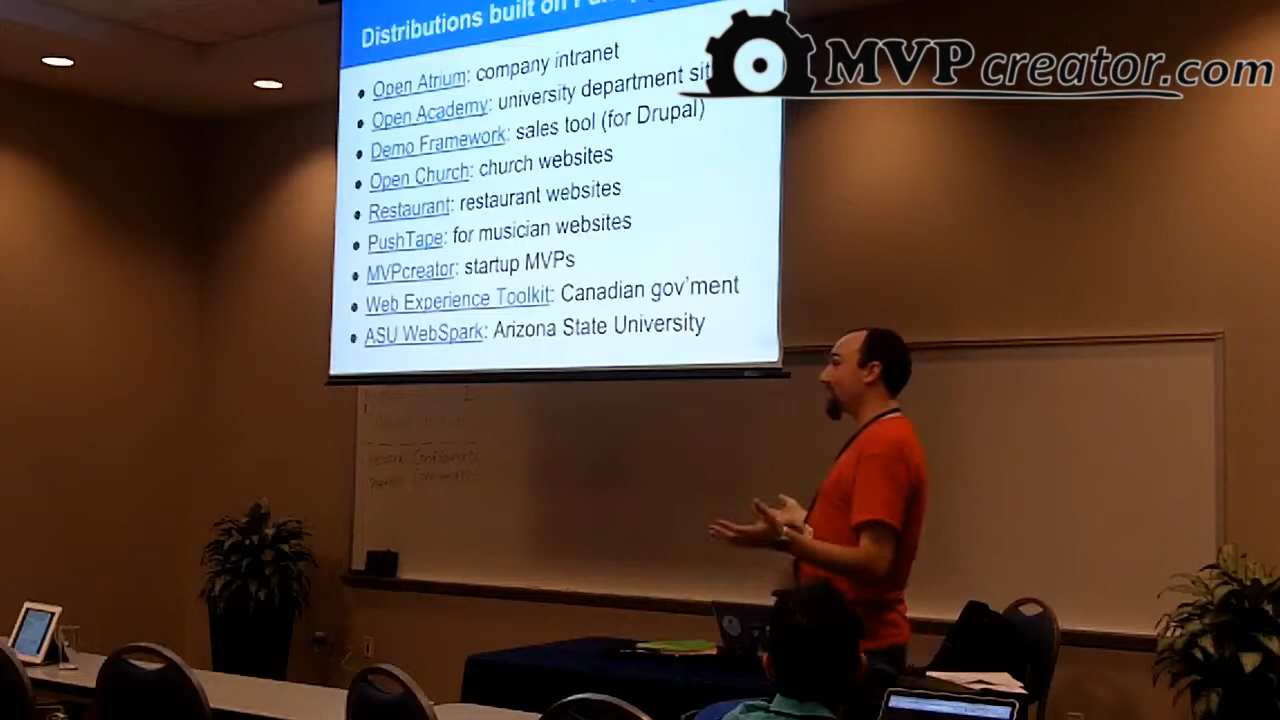 Distributions built on
MVPcreator.com
Open Atrium: company intranet
Open Academy: university department sit
Demo Framework: sales tool (for Drupal)
Open Church: church websites
Restaurant: restaurant websites
PushTape: for musician websites
MVPcreator: startup MVPs
Web Experience Toolkit: Canadian gov'ment
ASU WebSpark: Arizona State University